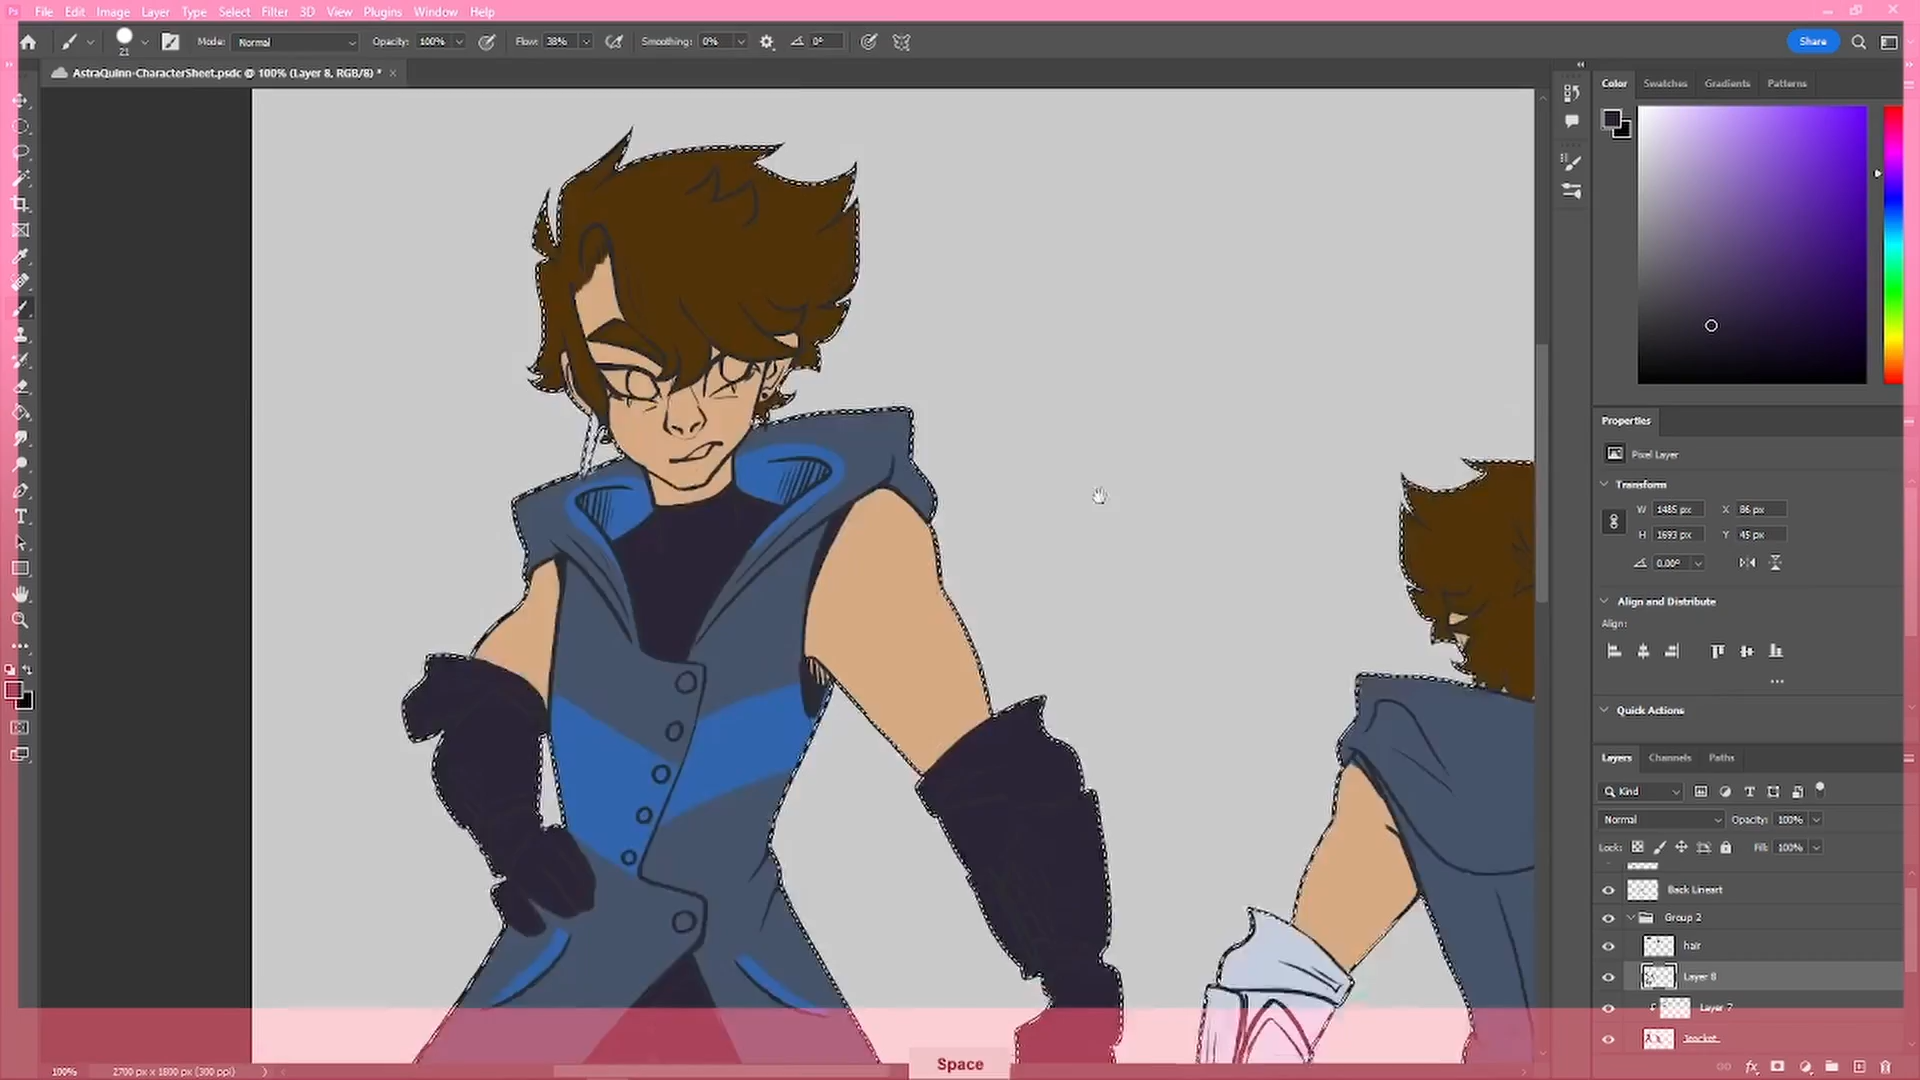 Ps File Edit Image Layer Type Select Filter 3D View Plugins Window Help
21 Mode: Normal Opacity: 100% Flow: 38% Smoothing: 0% 0° Share
AstraQuinn-CharacterSheet.psdc @ 100% (Layer 8, RGB/8) * ×
Color Swatches Gradients Patterns
Properties
Pixel Layer
Transform
W 1485 px X 86 px
H 1693 px Y 45 px
0.00°
Align and Distribute
Align:
Quick Actions
Layers Channels Paths
Kind
Normal Opacity: 100%
Lock: Fill: 100%
Back Lineart
Group 2
hair
Layer 8
Layer 7
Jacket
Space
100% 2700 px x 1800 px (300 ppi)